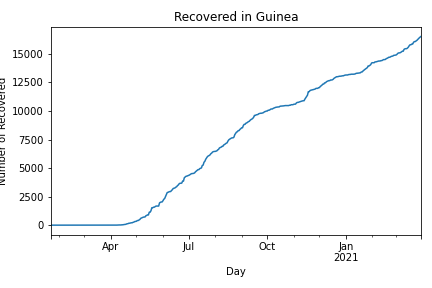 Recovered in Guinea
Number of Recovered
15000
12500
10000
7500
5000
2500
0
Apr
Jul
Oct
Jan
2021
Day